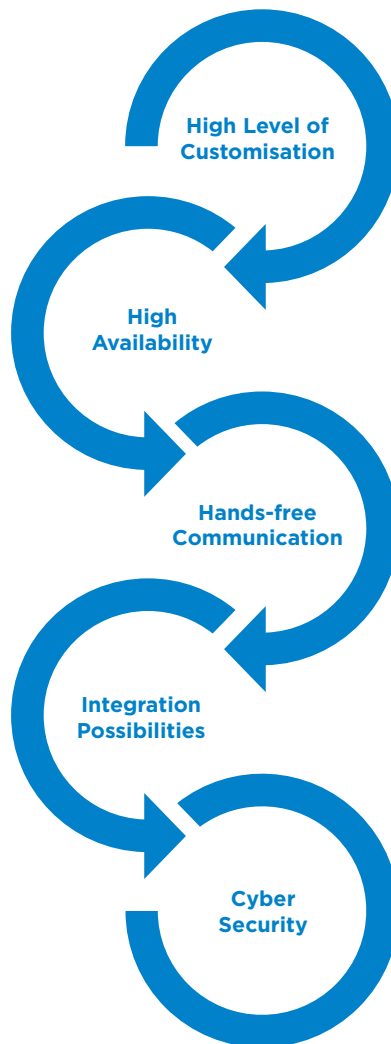 High Level of
Customisation
High
Availability
Hands-free
Communication
Integration
Possibilities
Cyber
Security